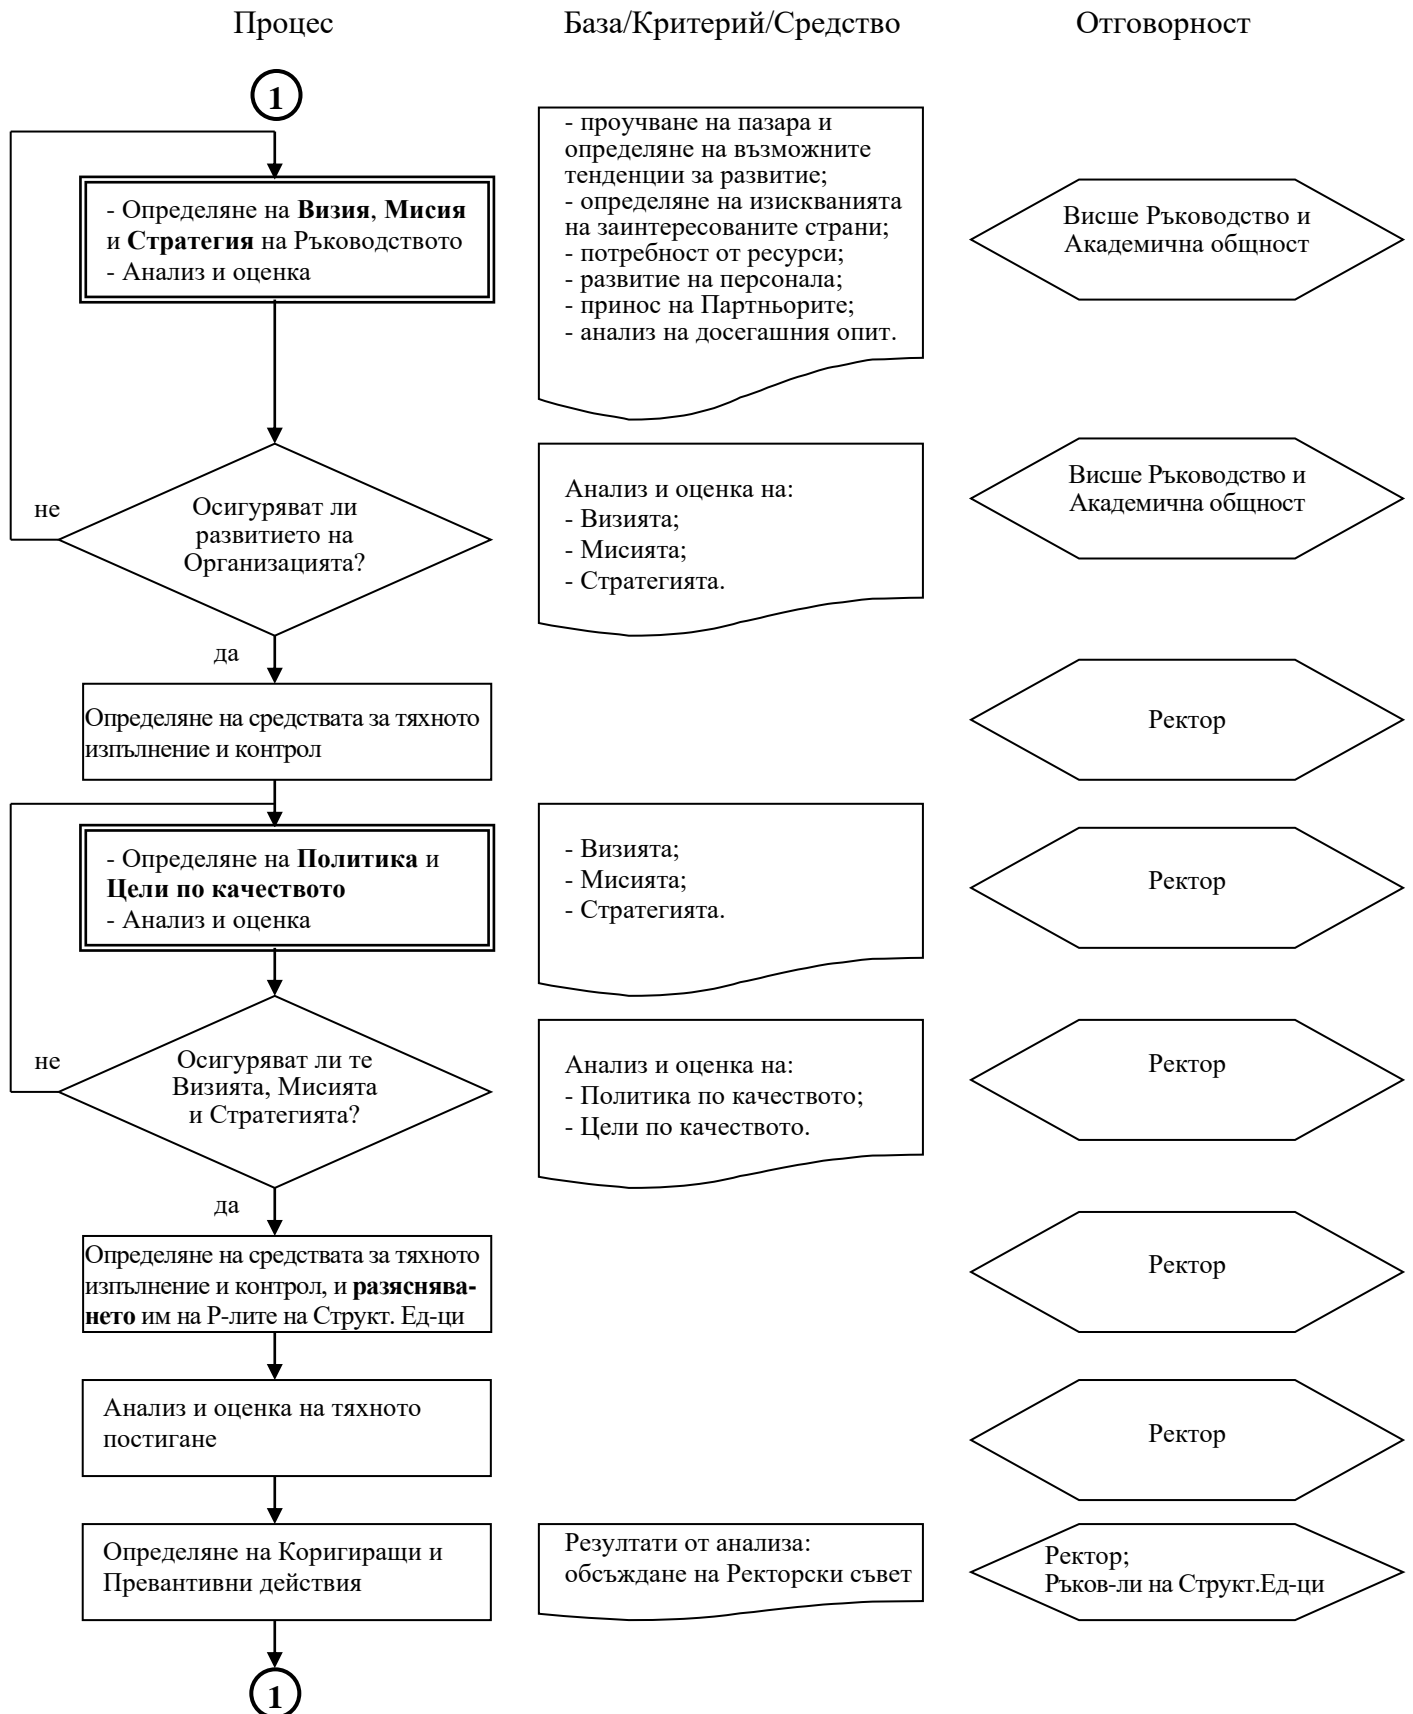 Процес
База/Критерий/Средство
Отговорност
1
- Определяне на Визия, Мисия
и Стратегия на Ръководството
- Анализ и оценка
- проучване на пазара и
определяне на възможните
тенденции за развитие;
- определяне на изискванията
на заинтересованите страни;
- потребност от ресурси;
- развитие на персонала;
- принос на Партньорите;
- анализ на досегашния опит.
Висше Ръководство и
Академична общност
не
Осигуряват ли
развитието на
Организацията?
Анализ и оценка на:
- Визията;
- Мисията;
- Стратегията.
Висше Ръководство и
Академична общност
да
Определяне на средствата за тяхното
изпълнение и контрол
Ректор
- Определяне на Политика и
Цели по качеството
- Анализ и оценка
- Визията;
- Мисията;
- Стратегията.
Ректор
не
Осигуряват ли те
Визията, Мисията
и Стратегията?
Анализ и оценка на:
- Политика по качеството;
- Цели по качеството.
Ректор
да
Определяне на средствата за тяхното
изпълнение и контрол, и разяснява-
нето им на Р-лите на Структ. Ед-ци
Ректор
Анализ и оценка на тяхното
постигане
Ректор
Определяне на Коригиращи и
Превантивни действия
Резултати от анализа:
обсъждане на Ректорски съвет
Ректор;
Ръков-ли на Структ.Ед-ци
1